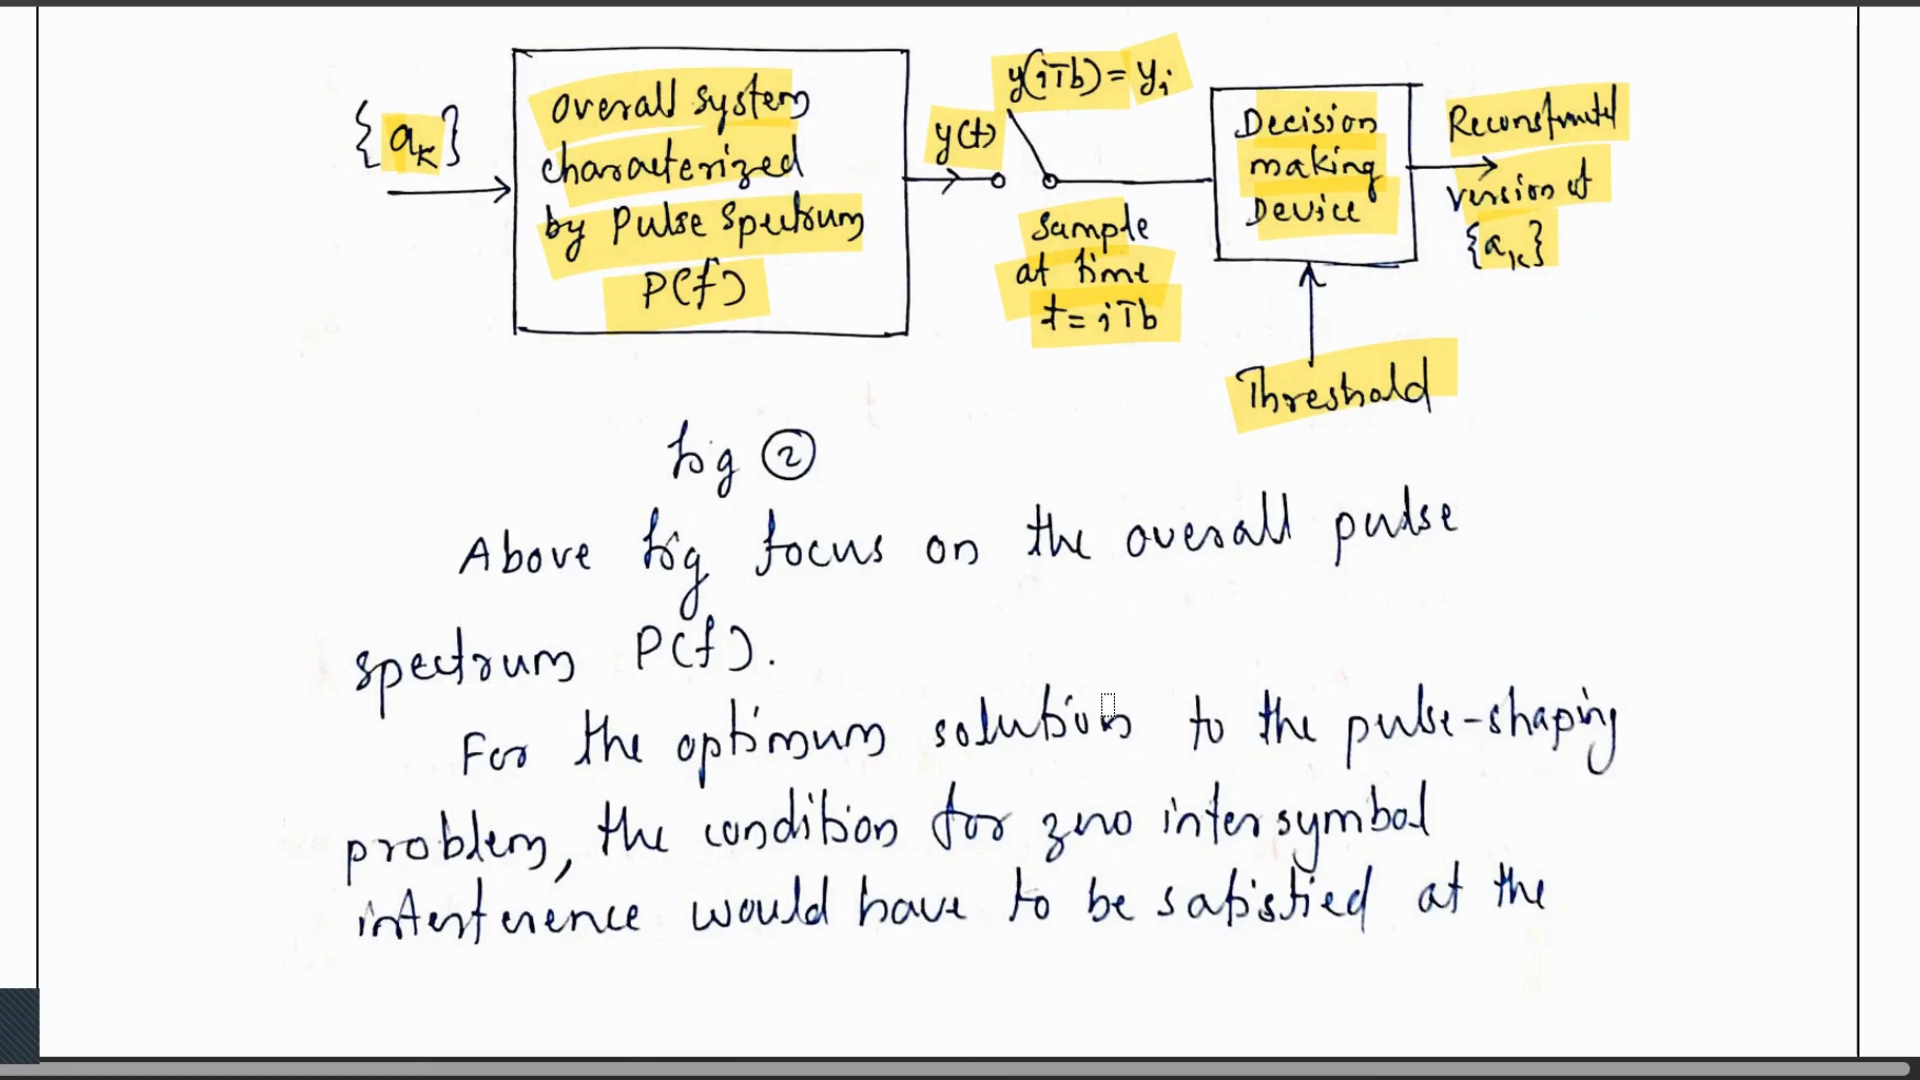 {aₖ}
Overall system
characterized
by Pulse Spectrum
P(f)
y(t)
y(iTb) = yᵢ
Sample
at time
t = iTb
Decision
making
Device
Threshold
Reconstructed
version of
{aₖ}
fig ②
Above fig focus on the overall pulse
spectrum P(f).
For the optimum solution to the pulse-shaping
problem, the condition for zero intersymbol
interference would have to be satisfied at the